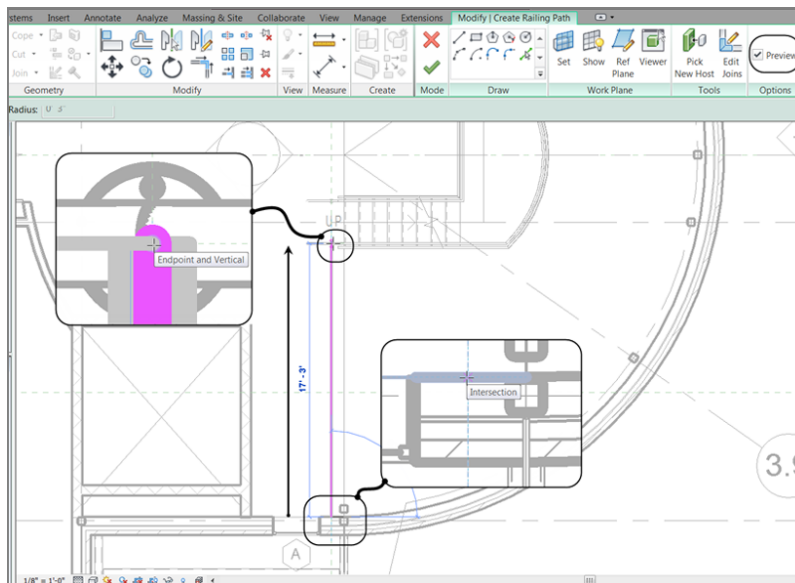 stems Insert Annotate Analyze Massing & Site Collaborate View Manage Extensions Modify | Create Railing Path
Cope
Cut
Join
Set Show Ref Plane Viewer
Pick New Host
Edit Joins
Preview
Geometry Modify View Measure Create Mode Draw Work Plane Tools Options
Radius: 0' 3"
UP
Endpoint and Vertical
17' - 3"
Intersection
3.9
A
1/8" = 1'-0"